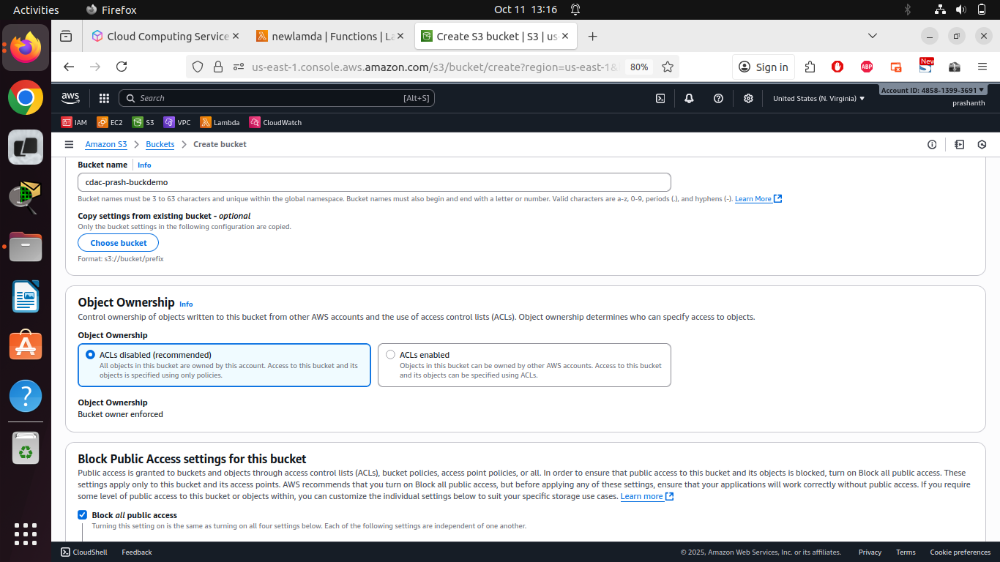 Activities Firefox Oct 11 13:16
Cloud Computing Service newlamda | Functions | La Create S3 bucket | S3 | us
us-east-1.console.aws.amazon.com/s3/bucket/create?region=us-east-1& 80% Sign in ABP New
aws Search [Alt+S] United States (N. Virginia) Account ID: 4858-1399-3691
prashanth
IAM EC2 S3 VPC Lambda CloudWatch
Amazon S3 Buckets Create bucket
Bucket name Info
cdac-prash-buckdemo
Bucket names must be 3 to 63 characters and unique within the global namespace. Bucket names must also begin and end with a letter or number. Valid characters are a-z, 0-9, periods (.), and hyphens (-). Learn More
Copy settings from existing bucket - optional
Only the bucket settings in the following configuration are copied.
Choose bucket
Format: s3://bucket/prefix
Object Ownership Info
Control ownership of objects written to this bucket from other AWS accounts and the use of access control lists (ACLs). Object ownership determines who can specify access to objects.
Object Ownership
ACLs disabled (recommended)
All objects in this bucket are owned by this account. Access to this bucket and its
objects is specified using only policies.
ACLs enabled
Objects in this bucket can be owned by other AWS accounts. Access to this bucket
and its objects can be specified using ACLs.
Object Ownership
Bucket owner enforced
Block Public Access settings for this bucket
Public access is granted to buckets and objects through access control lists (ACLs), bucket policies, access point policies, or all. In order to ensure that public access to this bucket and its objects is blocked, turn on Block all public access. These
settings apply only to this bucket and its access points. AWS recommends that you turn on Block all public access, but before applying any of these settings, ensure that your applications will work correctly without public access. If you require
some level of public access to this bucket or objects within, you can customize the individual settings below to suit your specific storage use cases. Learn more
Block all public access
Turning this setting on is the same as turning on all four settings below. Each of the following settings are independent of one another.
CloudShell Feedback © 2025, Amazon Web Services, Inc. or its affiliates. Privacy Terms Cookie preferences